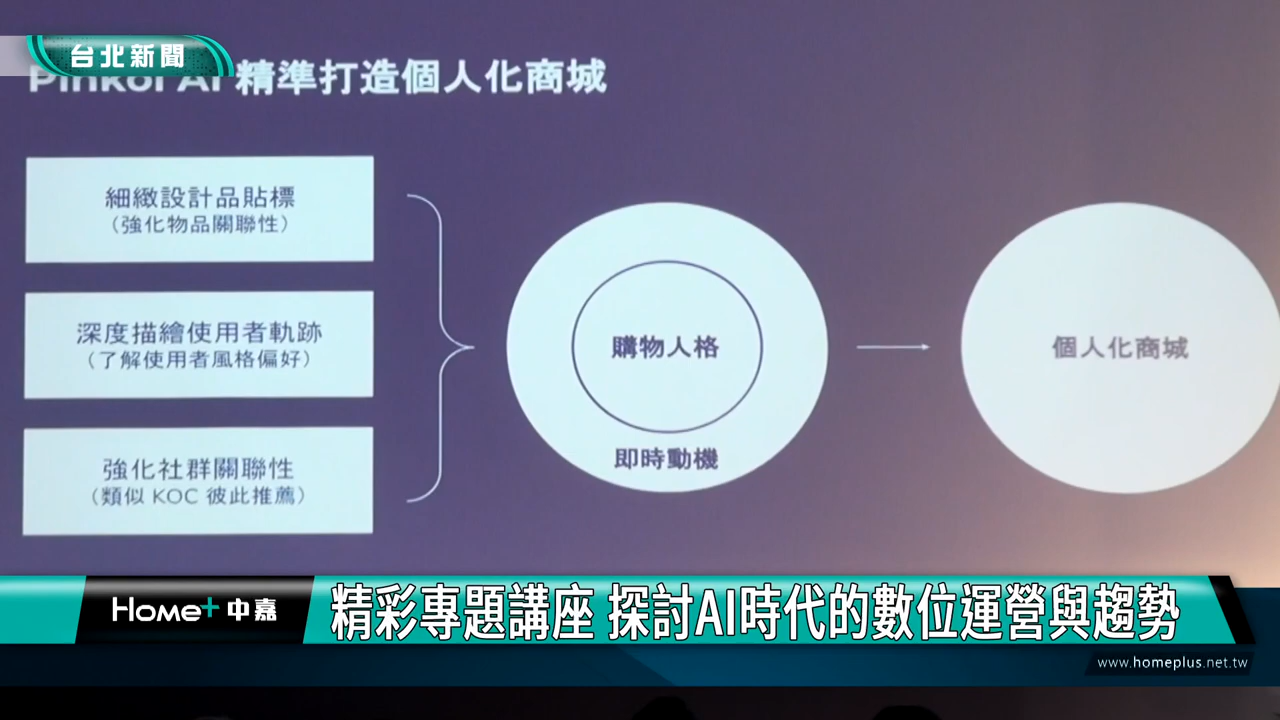 台北新聞
Pinkoi AI 精準打造個人化商城
細緻設計品貼標
（強化物品關聯性）
深度描繪使用者軌跡
（了解使用者風格偏好）
強化社群關聯性
（類似 KOC 彼此推薦）
購物人格
即時動機
個人化商城
Home+ 中嘉
精彩專題講座 探討AI時代的數位運營與趨勢
www.homeplus.net.tw